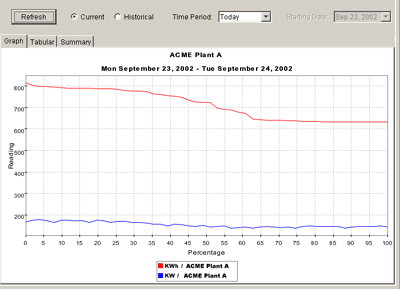 Refresh
Current
Historical
Time Period:
Today
Starting Date:
Sep 23, 2002
Graph
Tabular
Summary
ACME Plant A
Mon September 23, 2002 - Tue September 24, 2002
Reading
800
700
600
500
400
300
200
0 5 10 15 20 25 30 35 40 45 50 55 60 65 70 75 80 85 90 95 100
Percentage
KWh / ACME Plant A
KW / ACME Plant A